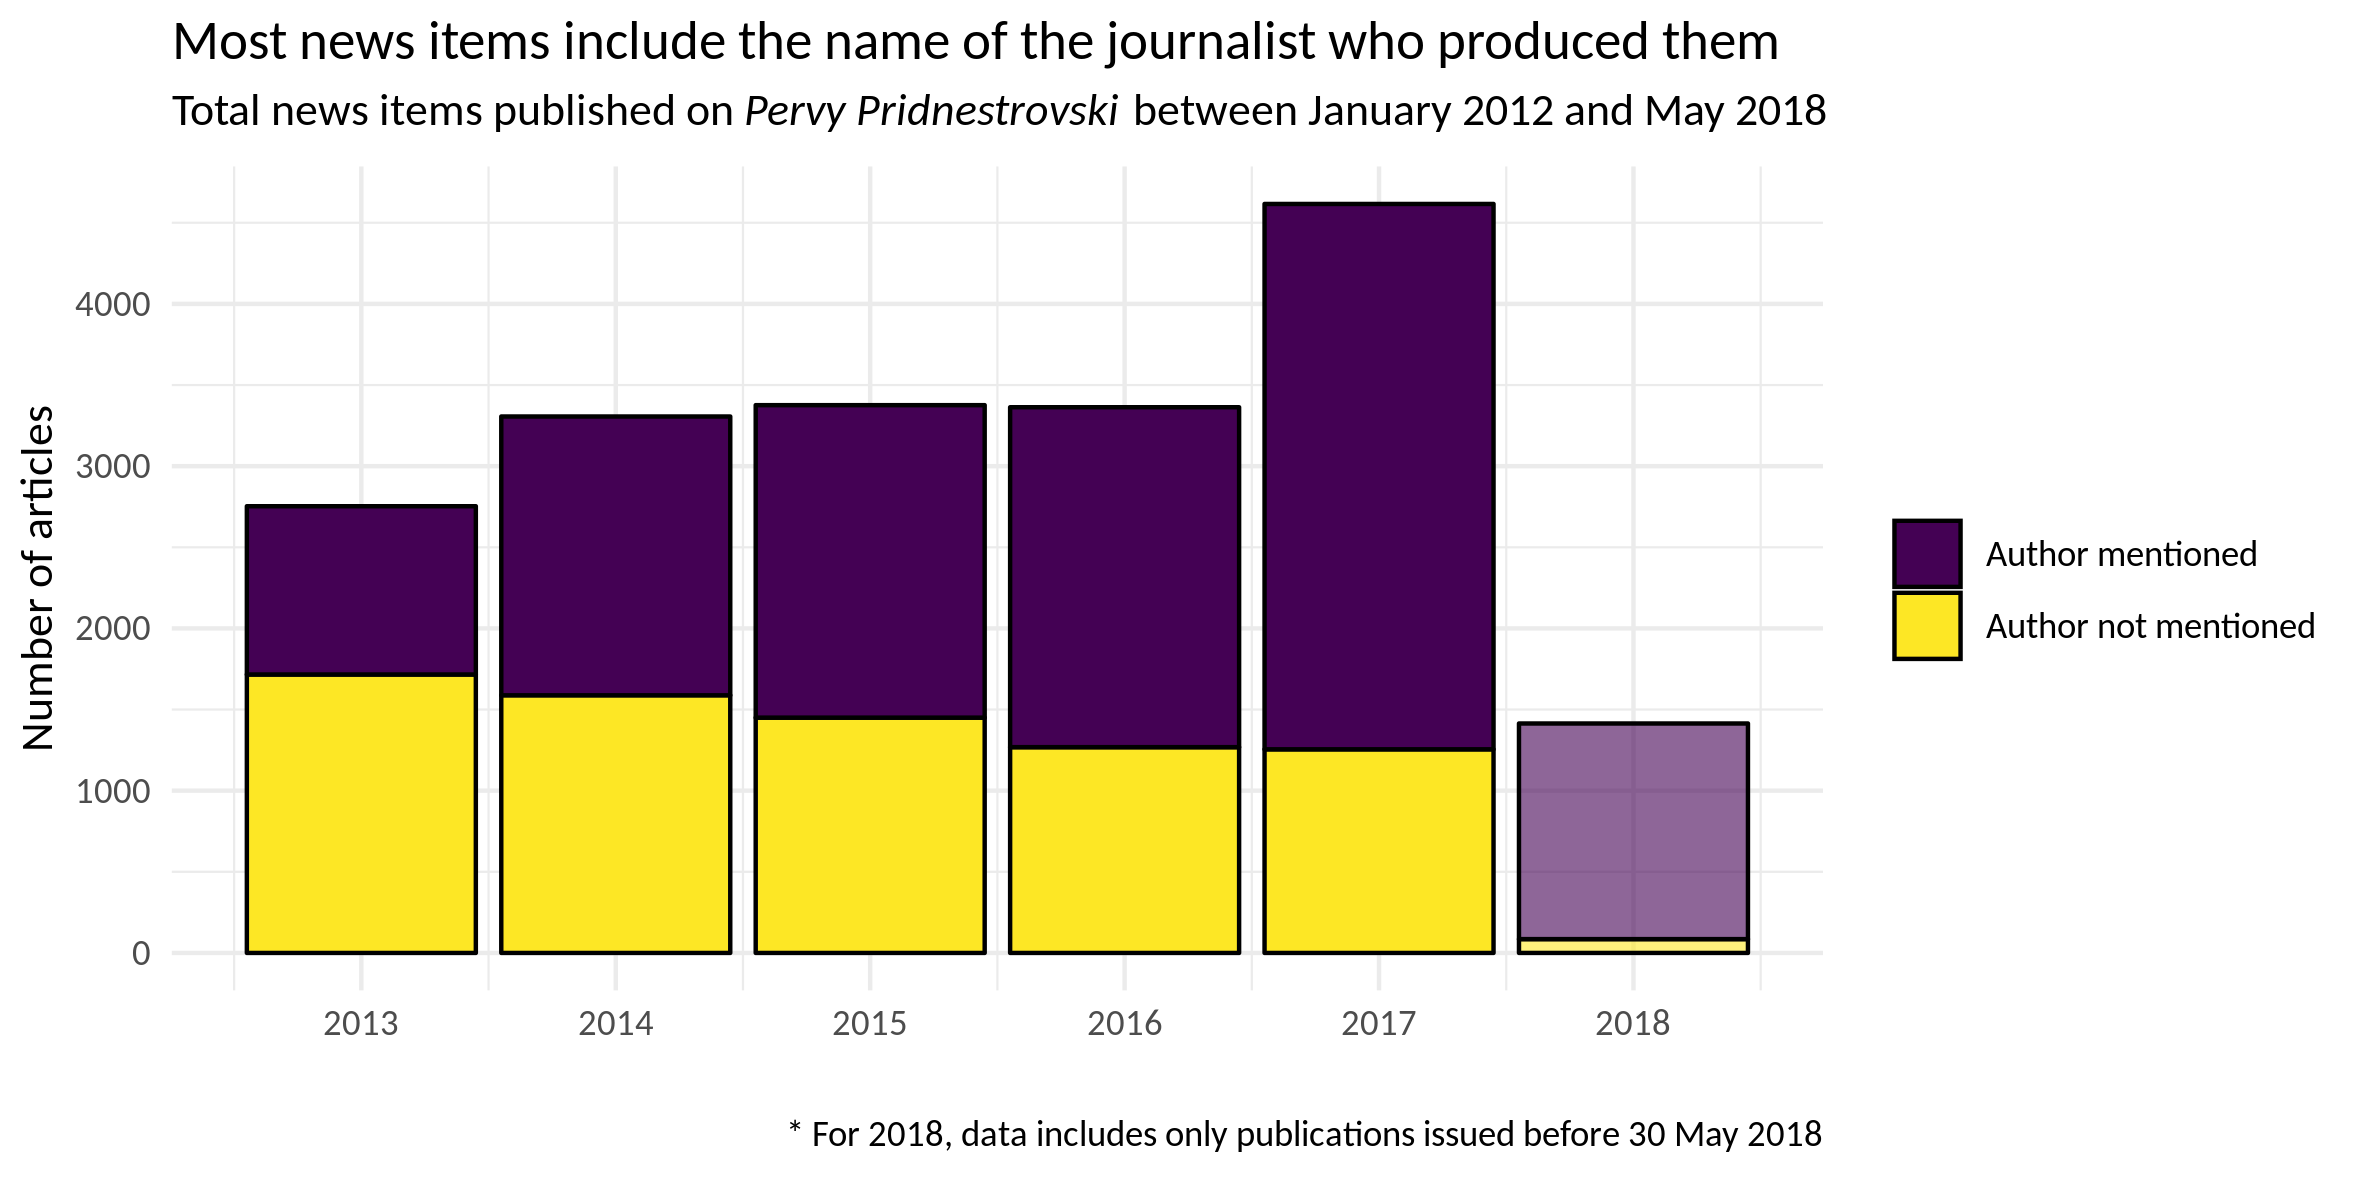 Most news items include the name of the journalist who produced them
Total news items published on Pervy Pridnestrovski between January 2012 and May 2018
Number of articles
4000
3000
2000
1000
0
2013 2014 2015 2016 2017 2018
Author mentioned
Author not mentioned
* For 2018, data includes only publications issued before 30 May 2018